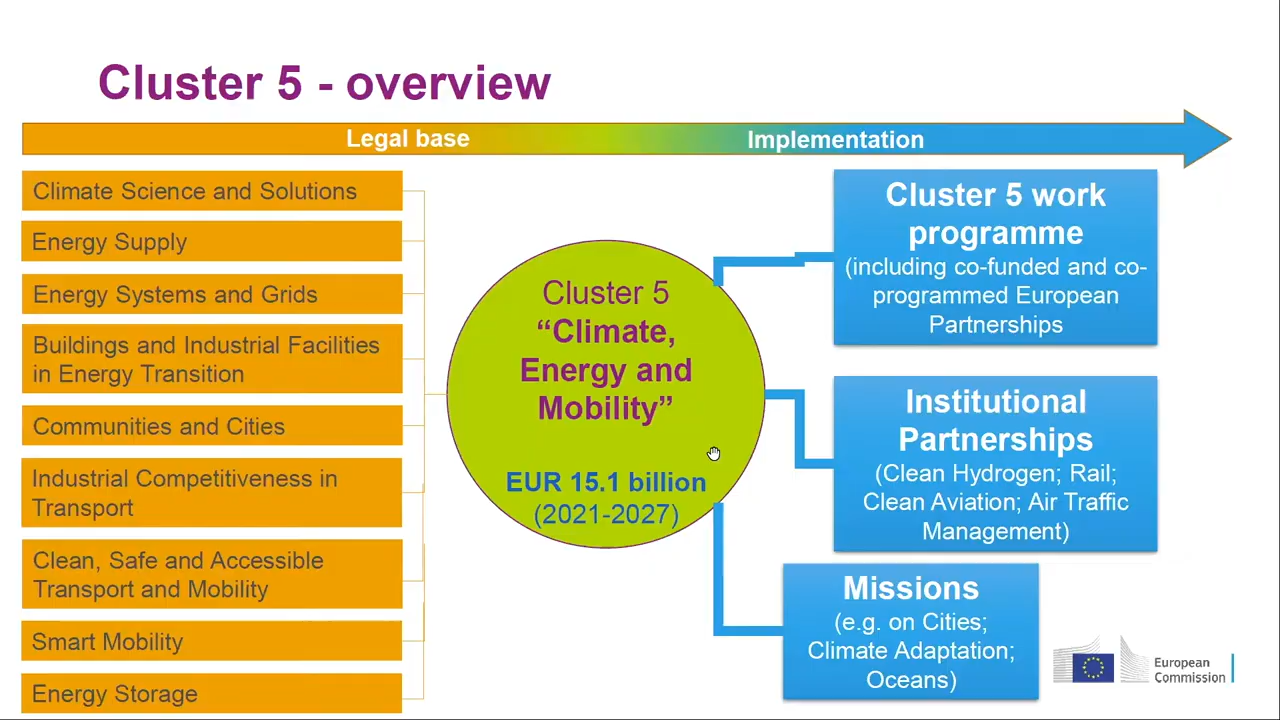 Cluster 5 - overview
Legal base
Implementation
Climate Science and Solutions
Energy Supply
Energy Systems and Grids
Buildings and Industrial Facilities
in Energy Transition
Communities and Cities
Industrial Competitiveness in
Transport
Clean, Safe and Accessible
Transport and Mobility
Smart Mobility
Energy Storage
Cluster 5
“Climate,
Energy and
Mobility”
EUR 15.1 billion
(2021-2027)
Cluster 5 work
programme
(including co-funded and co-
programmed European
Partnerships
Institutional
Partnerships
(Clean Hydrogen; Rail;
Clean Aviation; Air Traffic
Management)
Missions
(e.g. on Cities;
Climate Adaptation;
Oceans)
European
Commission